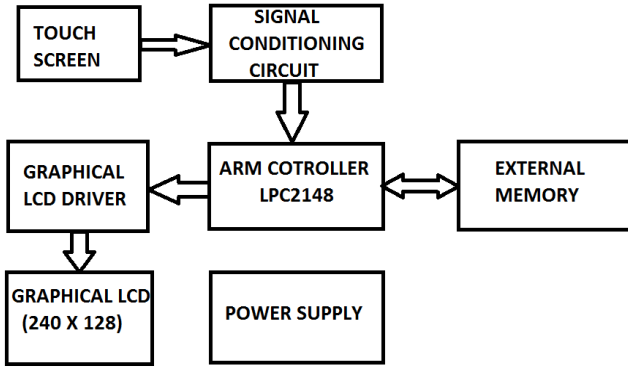 TOUCH
SCREEN
SIGNAL
CONDITIONING
CIRCUIT
GRAPHICAL
LCD DRIVER
ARM COTROLLER
LPC2148
EXTERNAL
MEMORY
GRAPHICAL LCD
(240 X 128)
POWER SUPPLY